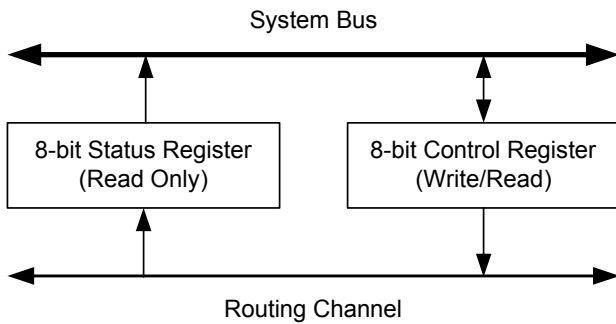 System Bus
8-bit Status Register
(Read Only)
8-bit Control Register
(Write/Read)
Routing Channel